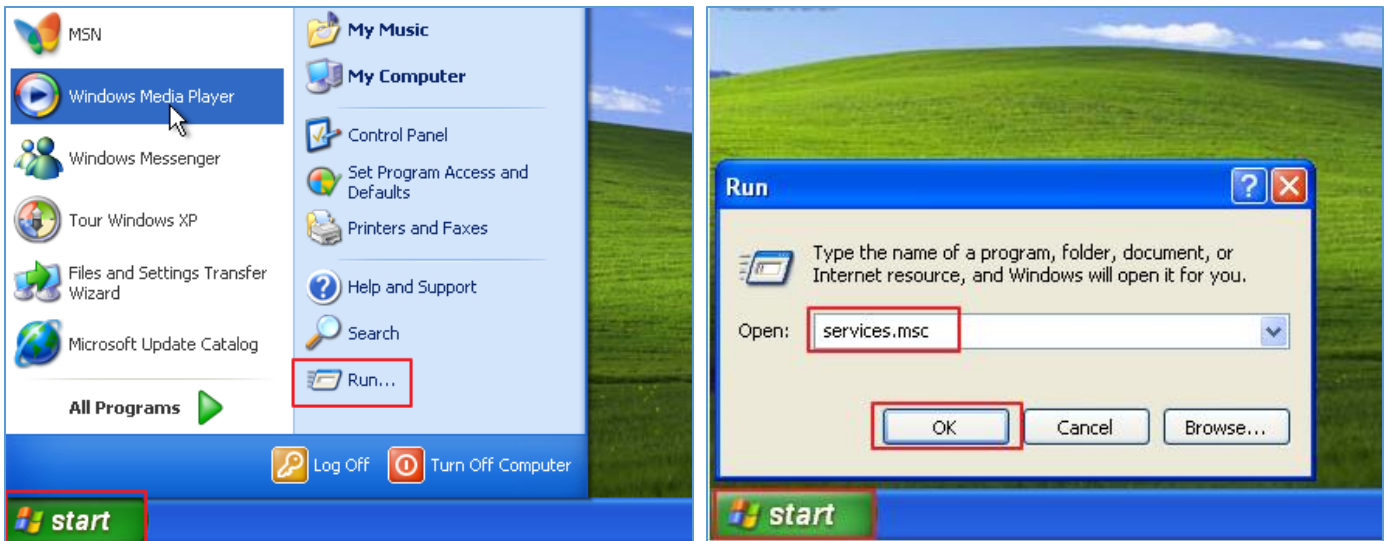 MSN
Windows Media Player
Windows Messenger
Tour Windows XP
Files and Settings Transfer
Wizard
Microsoft Update Catalog
All Programs
My Music
My Computer
Control Panel
Set Program Access and
Defaults
Printers and Faxes
Help and Support
Search
Run...
Log Off
Turn Off Computer
start
Run
Type the name of a program, folder, document, or
Internet resource, and Windows will open it for you.
Open: services.msc
OK Cancel Browse...
start